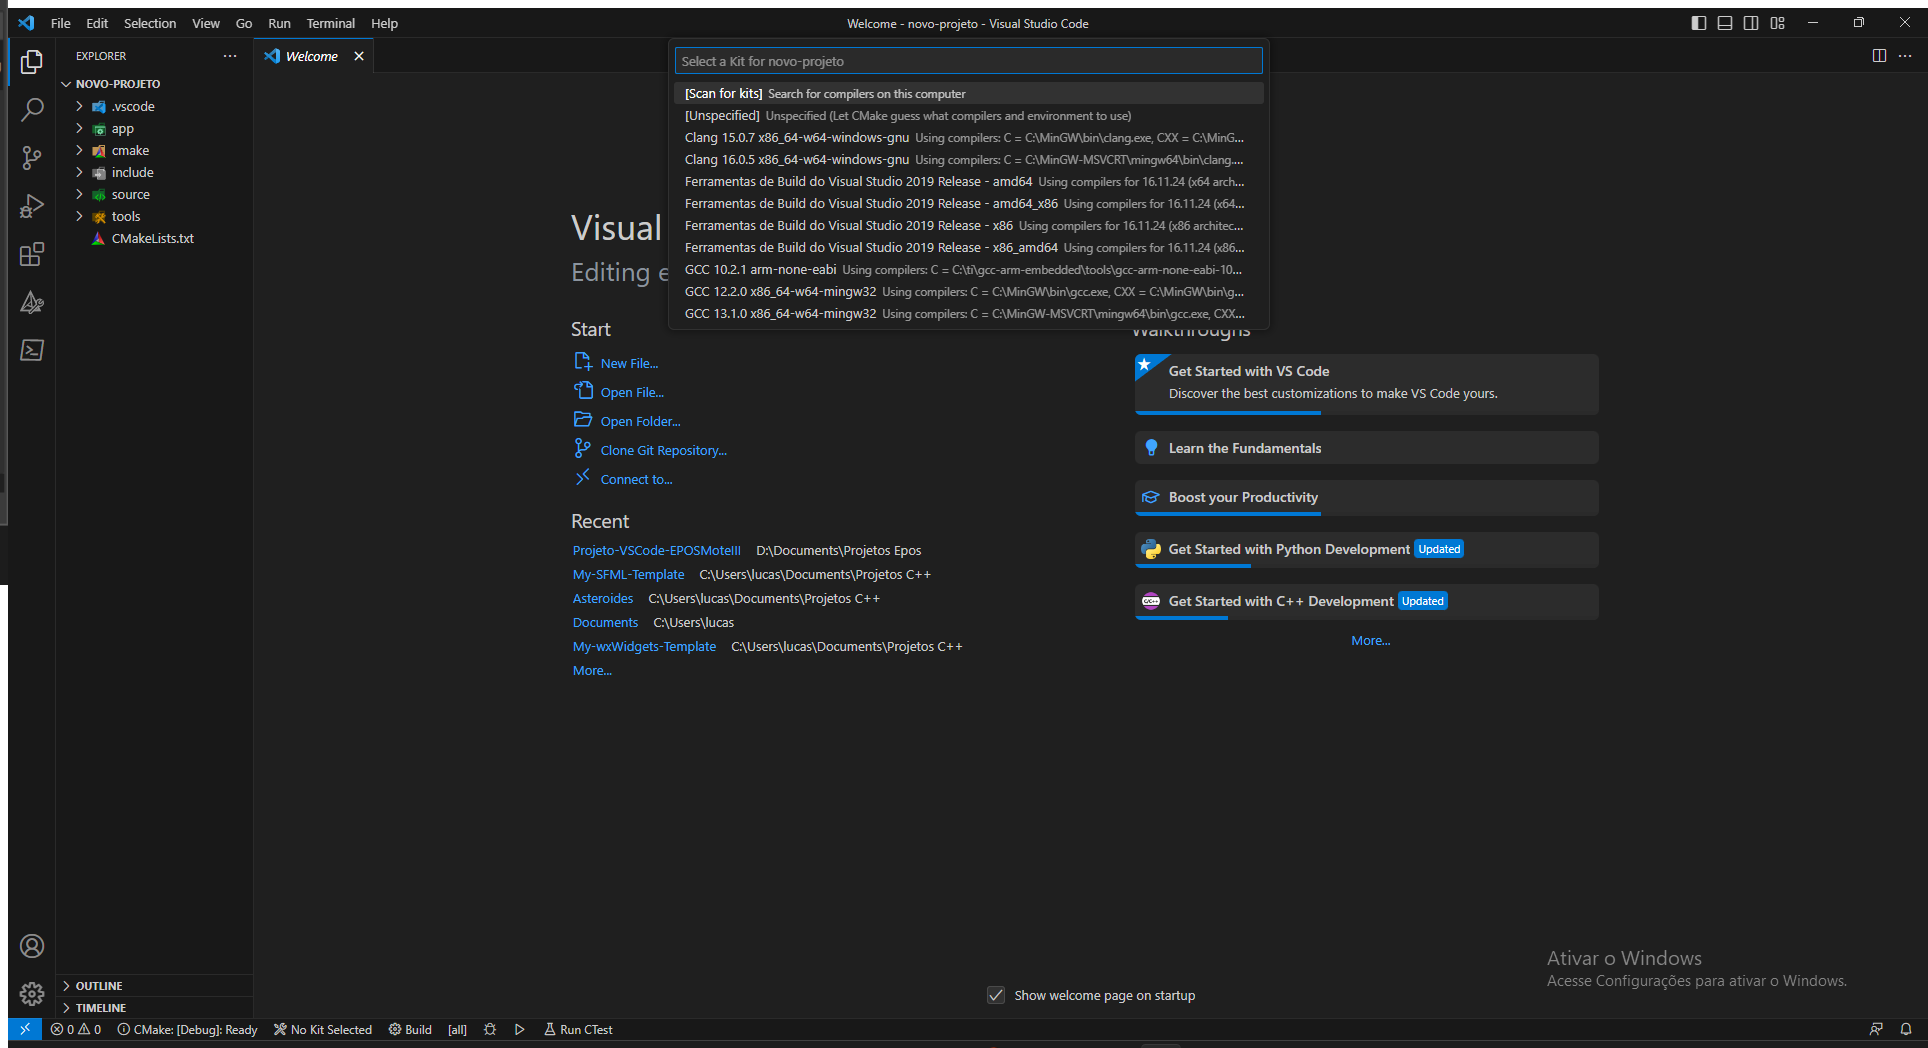 File Edit Selection View Go Run Terminal Help
Welcome - novo-projeto - Visual Studio Code
EXPLORER
Welcome
Select a Kit for novo-projeto
[Scan for kits] Search for compilers on this computer
[Unspecified] Unspecified (Let CMake guess what compilers and environment to use)
Clang 15.0.7 x86_64-w64-windows-gnu Using compilers: C = C:\MinGW\bin\clang.exe, CXX = C:\MinG...
Clang 16.0.5 x86_64-w64-windows-gnu Using compilers: C = C:\MinGW-MSVCRT\mingw64\bin\clang....
Ferramentas de Build do Visual Studio 2019 Release - amd64 Using compilers for 16.11.24 (x64 arch...
Ferramentas de Build do Visual Studio 2019 Release - amd64_x86 Using compilers for 16.11.24 (x64...
Ferramentas de Build do Visual Studio 2019 Release - x86 Using compilers for 16.11.24 (x86 architec...
Ferramentas de Build do Visual Studio 2019 Release - x86_amd64 Using compilers for 16.11.24 (x86...
GCC 10.2.1 arm-none-eabi Using compilers: C = C:\ti\gcc-arm-embedded\tools\gcc-arm-none-eabi-10...
GCC 12.2.0 x86_64-w64-mingw32 Using compilers: C = C:\MinGW\bin\gcc.exe, CXX = C:\MinGW\bin\g...
GCC 13.1.0 x86_64-w64-mingw32 Using compilers: C = C:\MinGW-MSVCRT\mingw64\bin\gcc.exe, CXX...
NOVO-PROJETO
.vscode
app
cmake
include
source
tools
CMakeLists.txt
Visual
Editing e
Start
New File...
Open File...
Open Folder...
Clone Git Repository...
Connect to...
Recent
Projeto-VSCode-EPOSMoteIII D:\Documents\Projetos Epos
My-SFML-Template C:\Users\lucas\Documents\Projetos C++
Asteroides C:\Users\lucas\Documents\Projetos C++
Documents C:\Users\lucas
My-wxWidgets-Template C:\Users\lucas\Documents\Projetos C++
More...
Walkthroughs
Get Started with VS Code
Discover the best customizations to make VS Code yours.
Learn the Fundamentals
Boost your Productivity
Get Started with Python Development Updated
Get Started with C++ Development Updated
More...
Show welcome page on startup
Ativar o Windows
Acesse Configurações para ativar o Windows.
OUTLINE
TIMELINE
0 0 CMake: [Debug]: Ready No Kit Selected Build [all] Run CTest